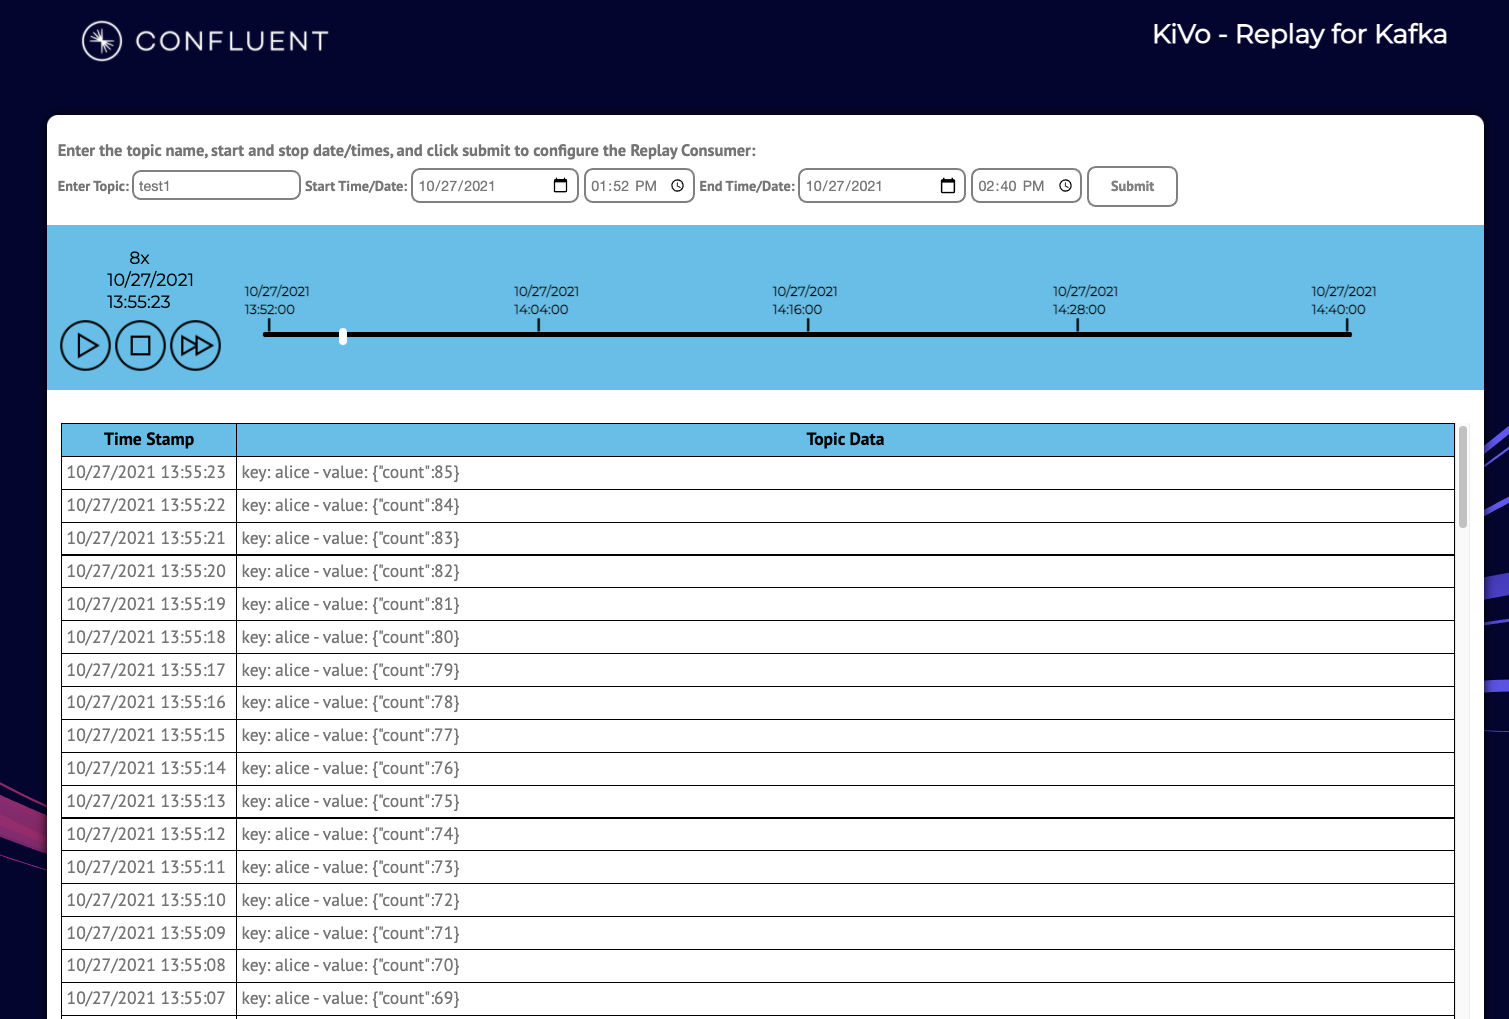 CONFLUENT
KiVo - Replay for Kafka
Enter the topic name, start and stop date/times, and click submit to configure the Replay Consumer:
Enter Topic: test1 Start Time/Date: 10/27/2021 01:52 PM End Time/Date: 10/27/2021 02:40 PM Submit
8x
10/27/2021
13:55:23
10/27/2021 10/27/2021 10/27/2021 10/27/2021 10/27/2021
13:52:00 14:04:00 14:16:00 14:28:00 14:40:00
Time Stamp Topic Data
10/27/2021 13:55:23 key: alice - value: {"count":85}
10/27/2021 13:55:22 key: alice - value: {"count":84}
10/27/2021 13:55:21 key: alice - value: {"count":83}
10/27/2021 13:55:20 key: alice - value: {"count":82}
10/27/2021 13:55:19 key: alice - value: {"count":81}
10/27/2021 13:55:18 key: alice - value: {"count":80}
10/27/2021 13:55:17 key: alice - value: {"count":79}
10/27/2021 13:55:16 key: alice - value: {"count":78}
10/27/2021 13:55:15 key: alice - value: {"count":77}
10/27/2021 13:55:14 key: alice - value: {"count":76}
10/27/2021 13:55:13 key: alice - value: {"count":75}
10/27/2021 13:55:12 key: alice - value: {"count":74}
10/27/2021 13:55:11 key: alice - value: {"count":73}
10/27/2021 13:55:10 key: alice - value: {"count":72}
10/27/2021 13:55:09 key: alice - value: {"count":71}
10/27/2021 13:55:08 key: alice - value: {"count":70}
10/27/2021 13:55:07 key: alice - value: {"count":69}